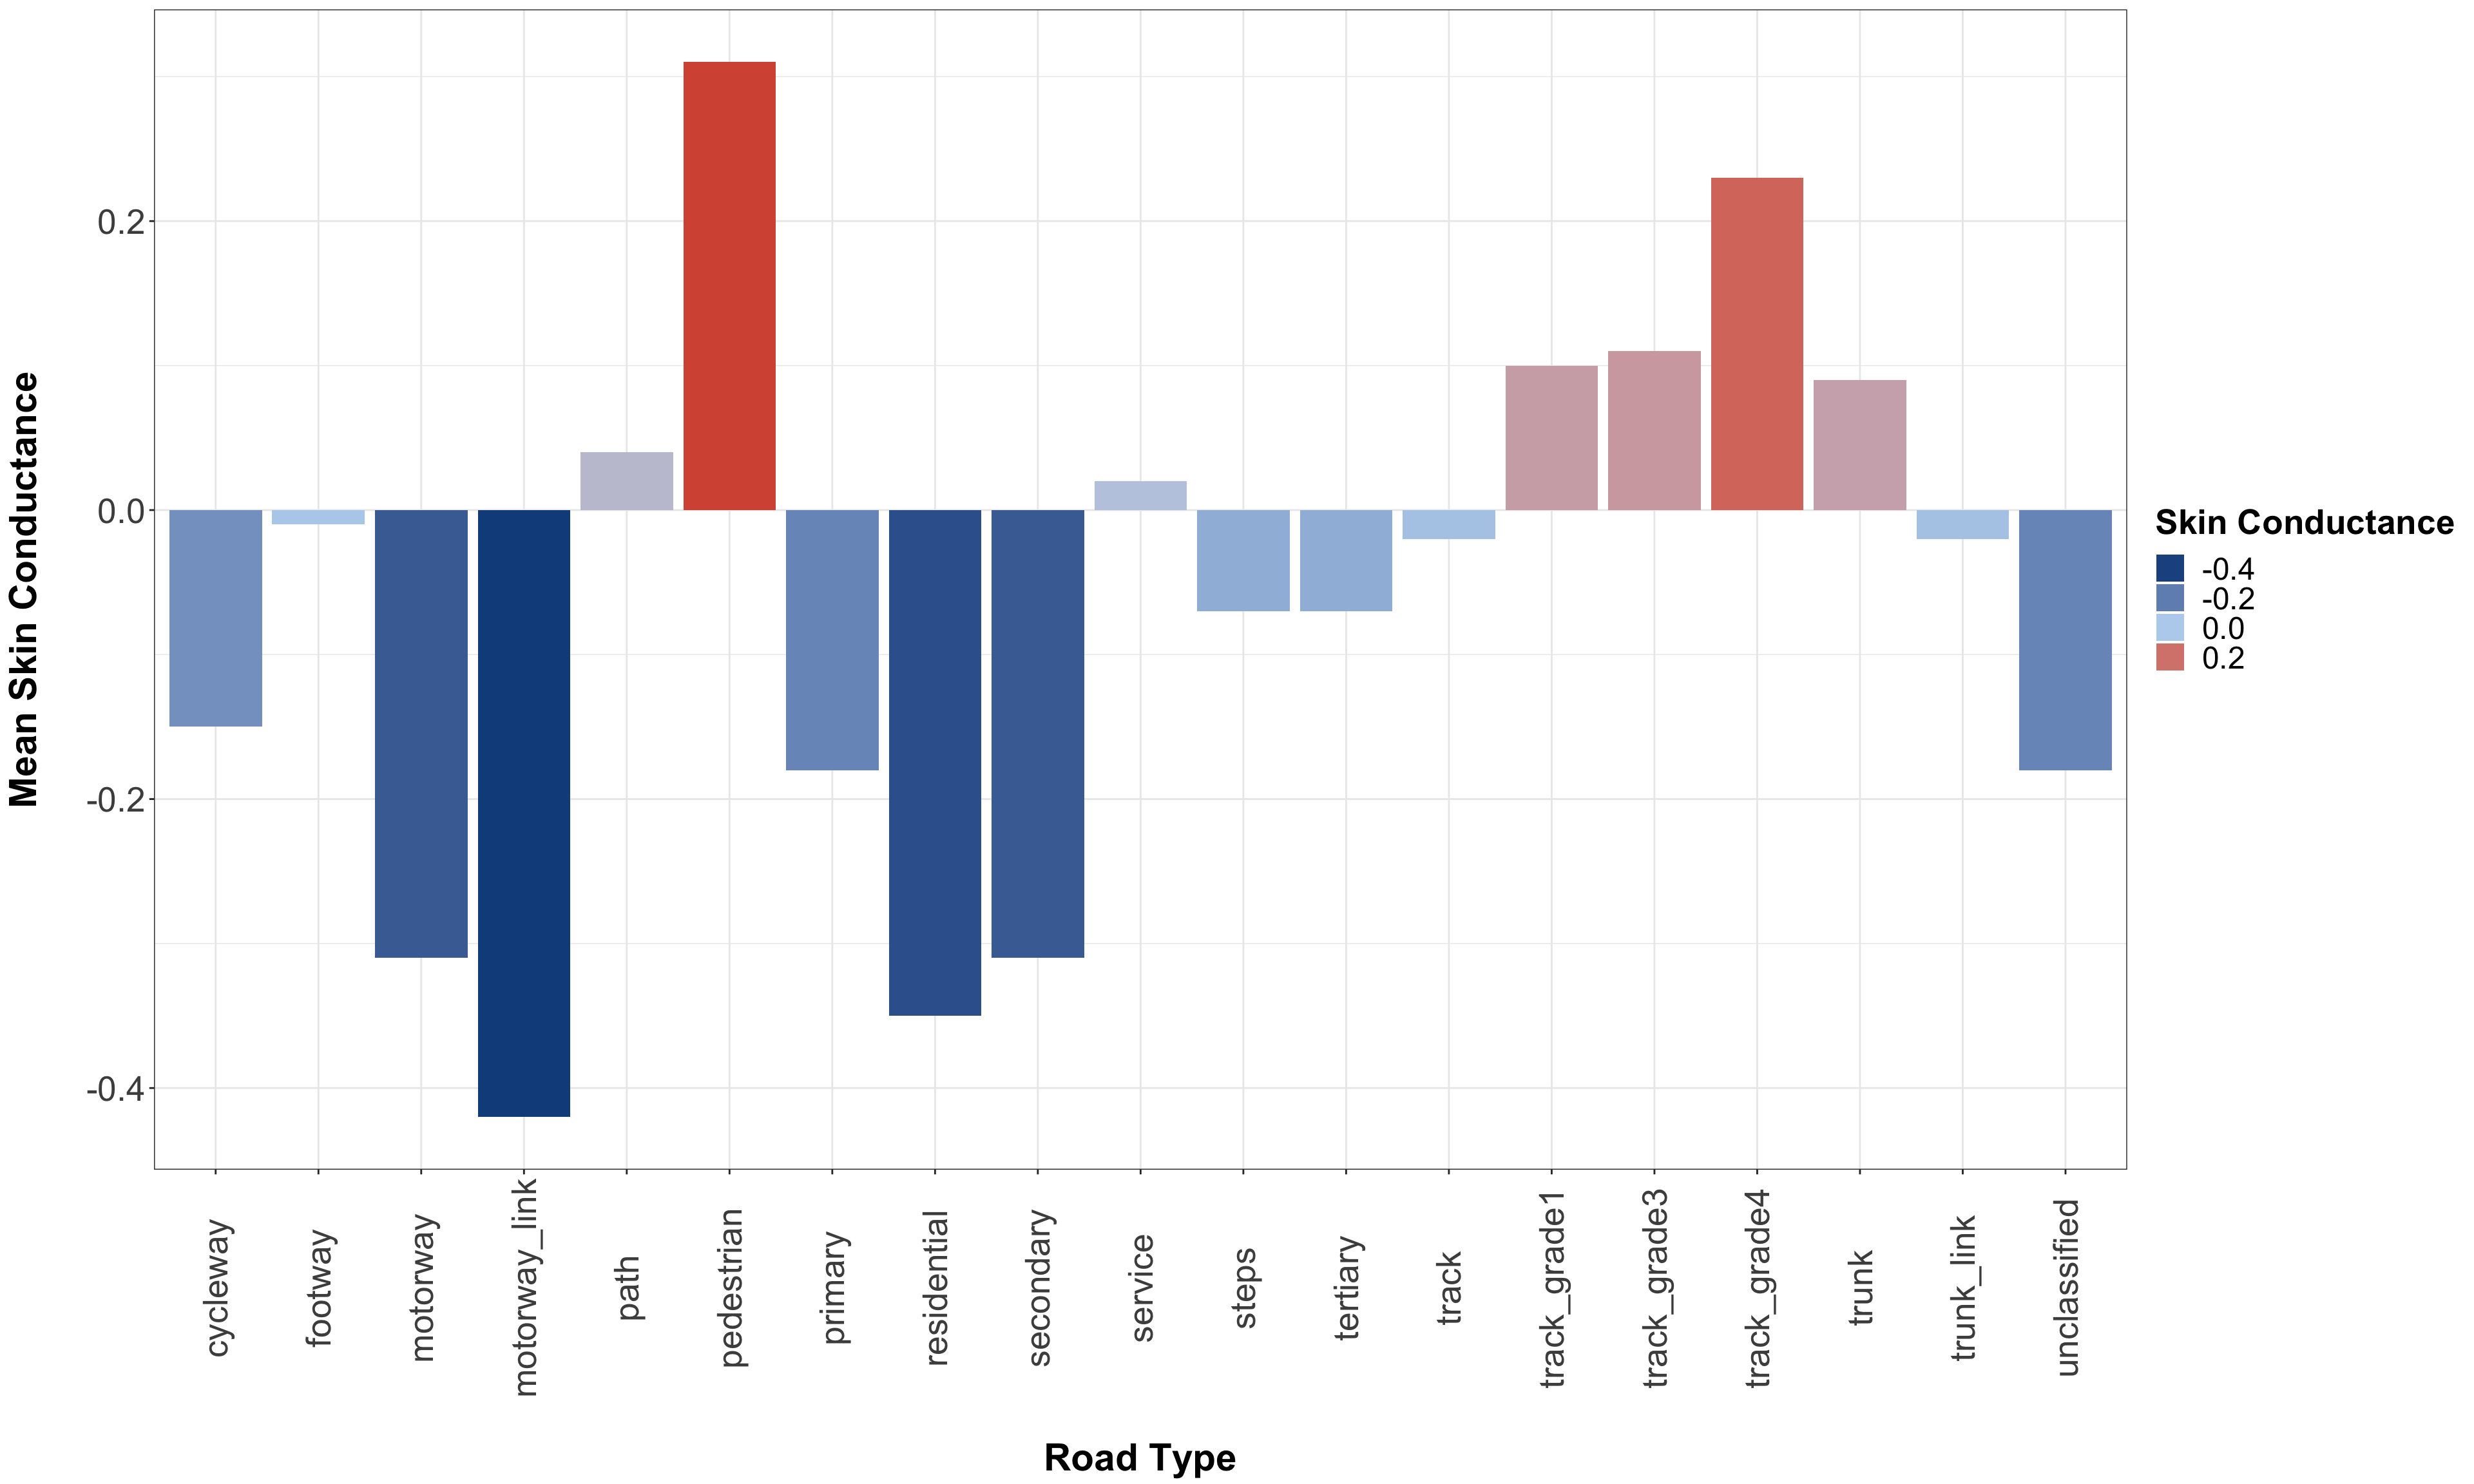 Mean Skin Conductance
0.2
0.0
-0.2
-0.4
cycleway
footway
motorway
motorway_link
path
pedestrian
primary
residential
secondary
service
steps
tertiary
track
track_grade1
track_grade3
track_grade4
trunk
trunk_link
unclassified
Road Type
Skin Conductance
-0.4
-0.2
0.0
0.2